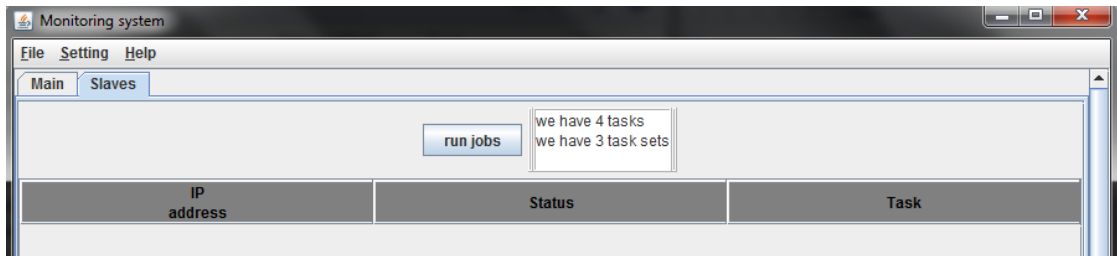 Monitoring system
File Setting Help
Main Slaves
run jobs
we have 4 tasks
we have 3 task sets
IP
address
Status
Task